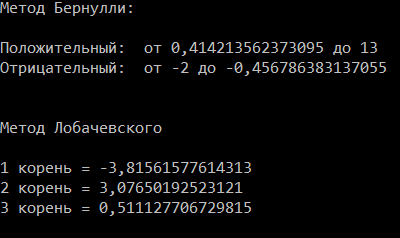 Метод Бернулли:
Положительный: от 0,414213562373095 до 13
Отрицательный: от -2 до -0,456786383137055
Метод Лобачевского
1 корень = -3,81561577614313
2 корень = 3,07650192523121
3 корень = 0,511127706729815